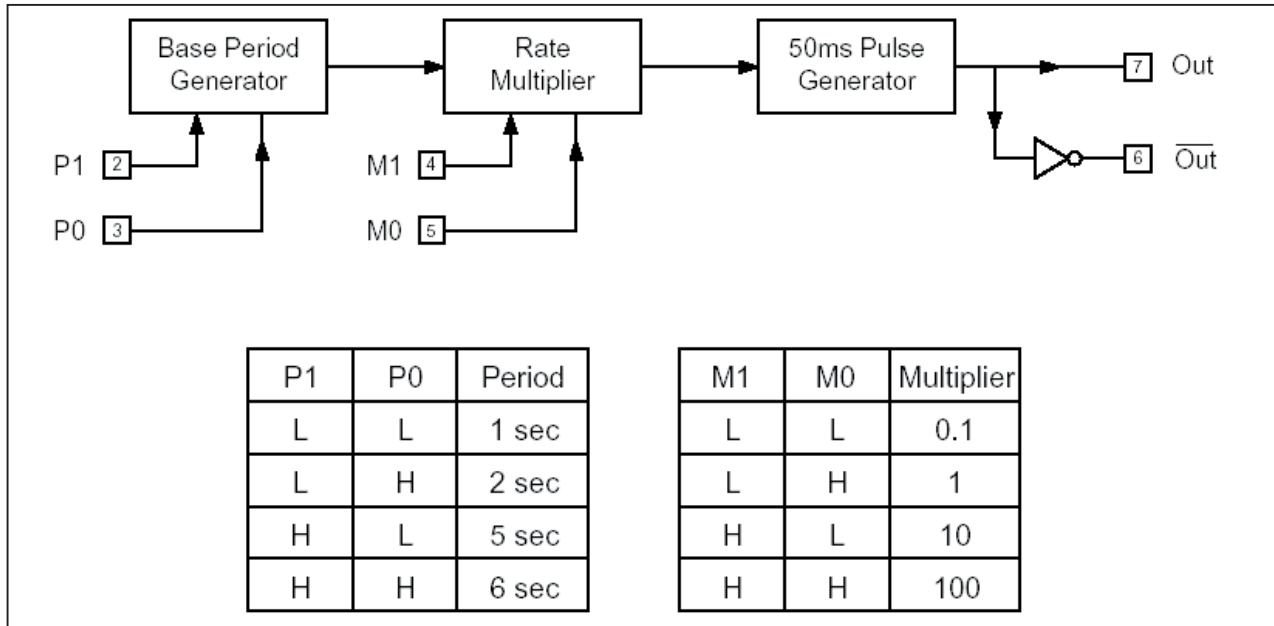 Base Period
Generator
Rate
Multiplier
50ms Pulse
Generator
7 Out
6 Out
P1 2
P0 3
M1 4
M0 5
P1 P0 Period
L L 1 sec
L H 2 sec
H L 5 sec
H H 6 sec
M1 M0 Multiplier
L L 0.1
L H 1
H L 10
H H 100